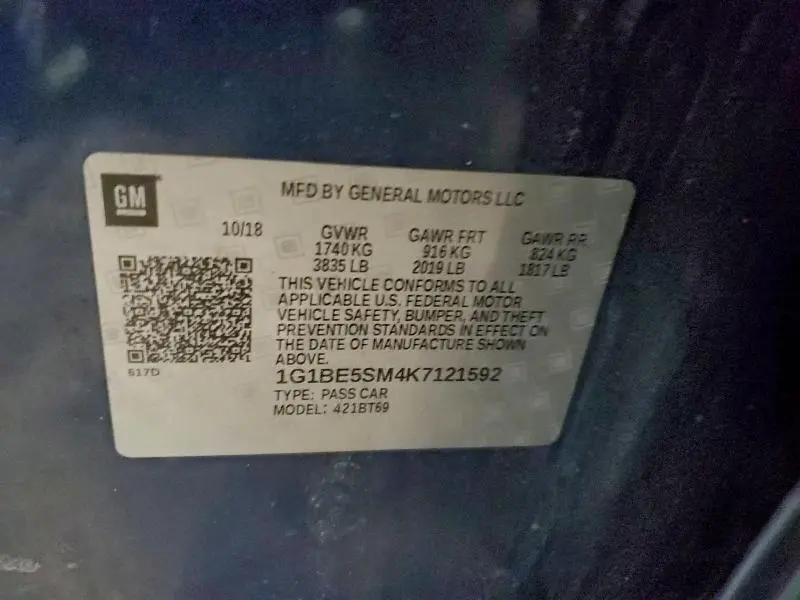 GM
MFD BY GENERAL MOTORS LLC
10/18 GVWR GAWR FRT GAWR RR
1740 KG 916 KG 824 KG
3835 LB 2019 LB 1817 LB
THIS VEHICLE CONFORMS TO ALL
APPLICABLE U.S. FEDERAL MOTOR
VEHICLE SAFETY, BUMPER, AND THEFT
PREVENTION STANDARDS IN EFFECT ON
THE DATE OF MANUFACTURE SHOWN
ABOVE.
617D
1G1BE5SM4K7121592
TYPE: PASS CAR
MODEL: 421BT69